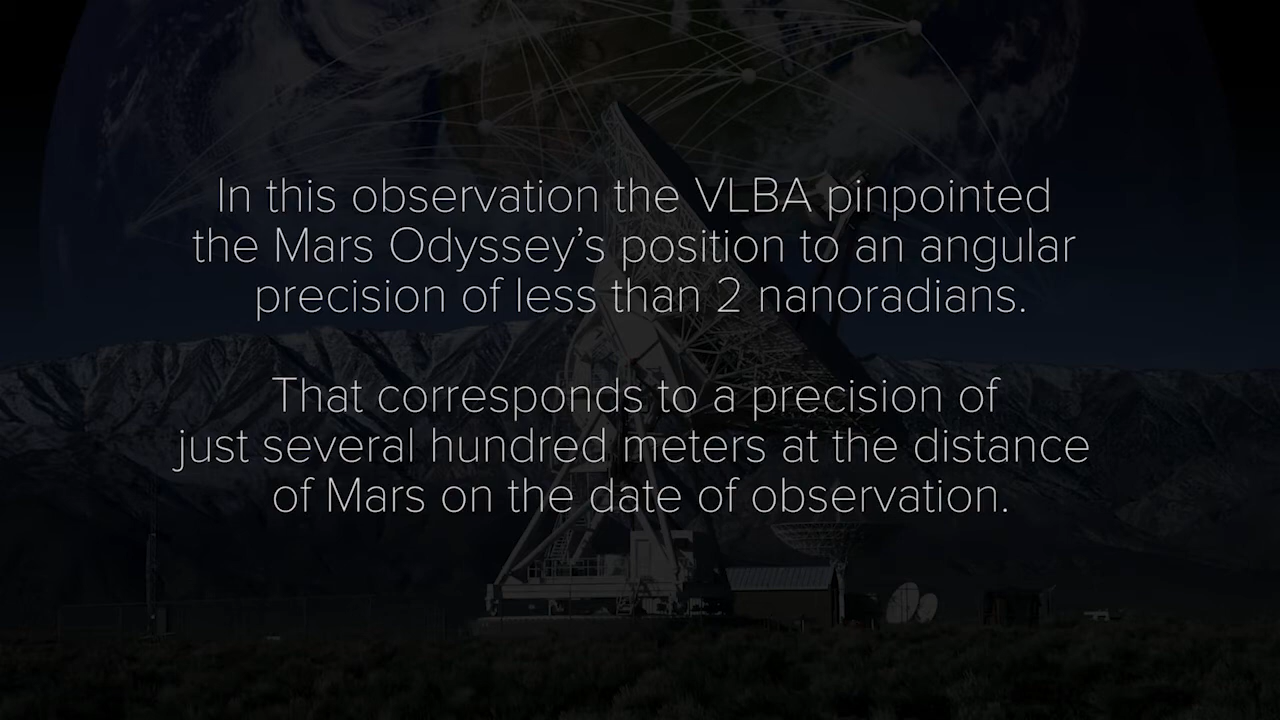 In this observation the VLBA pinpointed
the Mars Odyssey’s position to an angular
precision of less than 2 nanoradians.
That corresponds to a precision of
just several hundred meters at the distance
of Mars on the date of observation.